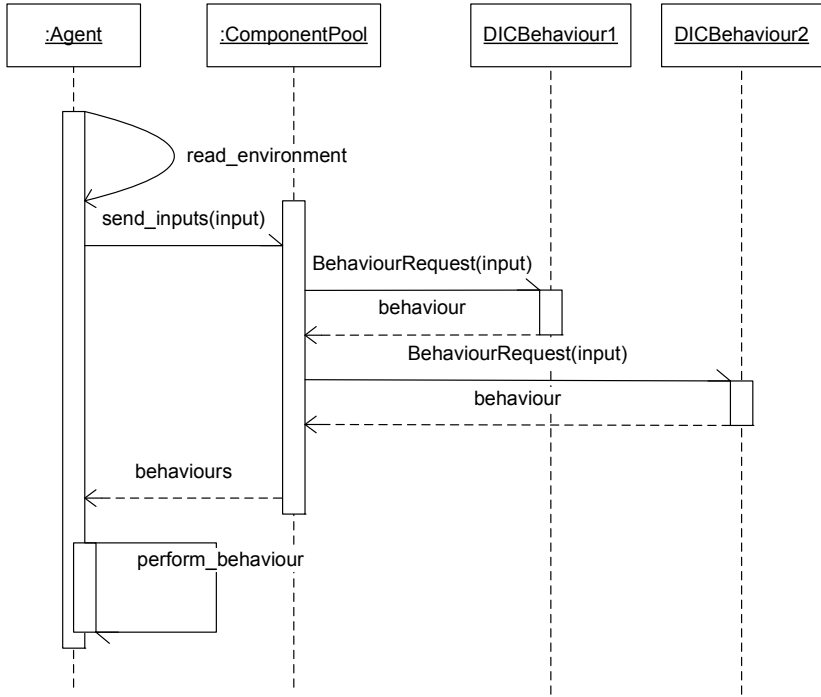 :Agent
:ComponentPool
DICBehaviour1
DICBehaviour2
read_environment
send_inputs(input)
BehaviourRequest(input)
behaviour
BehaviourRequest(input)
behaviour
behaviours
perform_behaviour